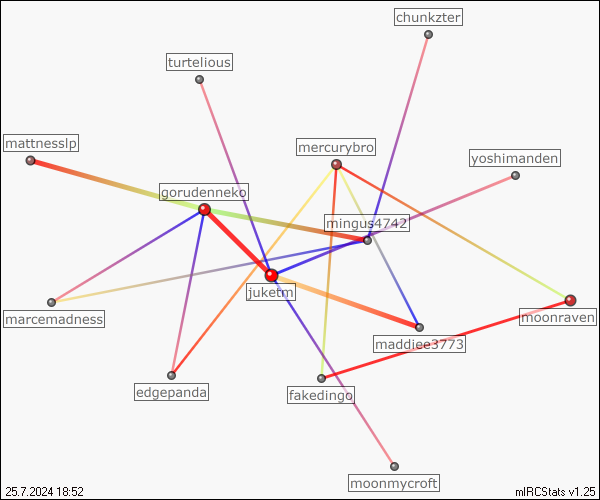 chunkzter
turtelious
mattnesslp
mercurybro
yoshimanden
gorudenneko
mingus4742
juketm
marcemadness
moonraven
maddiee3773
edgepanda
fakedingo
moonmycroft
25.7.2024 18:52
mIRCStats v1.25